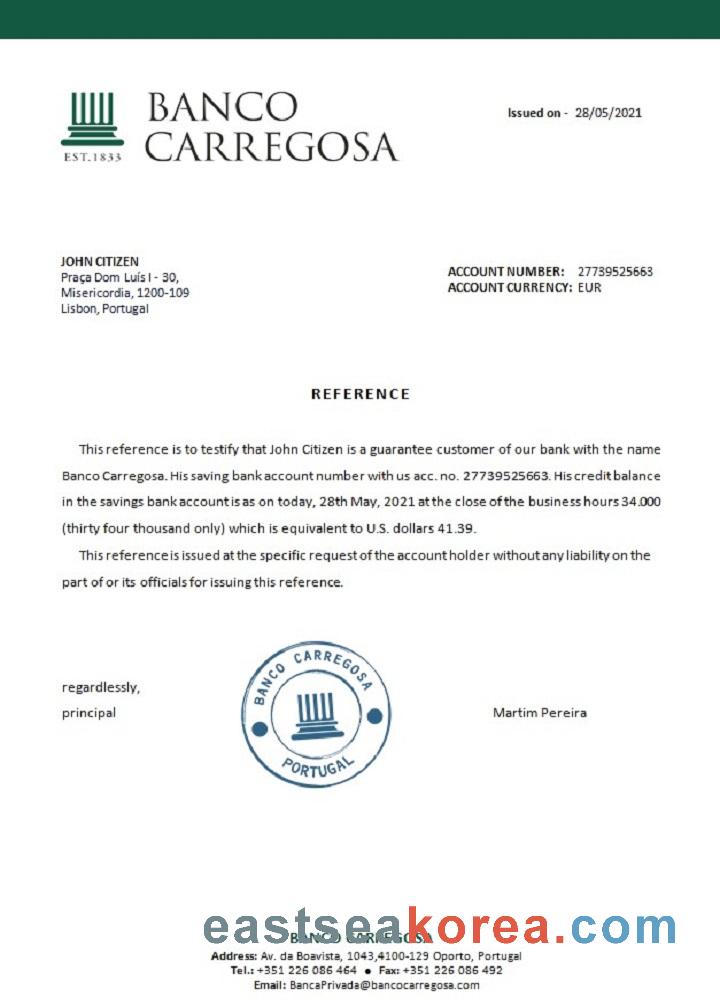 BANCO
CARREGOSA
EST.1833
Issued on - 28/05/2021
JOHN CITIZEN
Praça Dom Luís I - 30,
Misericordia, 1200-109
Lisbon, Portugal
ACCOUNT NUMBER: 27739525663
ACCOUNT CURRENCY: EUR
REFERENCE
This reference is to testify that John Citizen is a guarantee customer of our bank with the name
Banco Carregosa. His saving bank account number with us acc. no. 27739525663. His credit balance
in the savings bank account is as on today, 28th May, 2021 at the close of the business hours 34.000
(thirty four thousand only) which is equivalent to U.S. dollars 41.39.
This reference is issued at the specific request of the account holder without any liability on the
part of or its officials for issuing this reference.
regardlessly,
principal
BANCO CARREGOSA
PORTUGAL
Martim Pereira
eastseakorea.com
BANCO CARREGOSA
Address: Av. da Boavista, 1043,4100-129 Oporto, Portugal
Tel.: +351 226 086 464 ● Fax: +351 226 086 492
Email: BancaPrivada@bancocarregosa.com